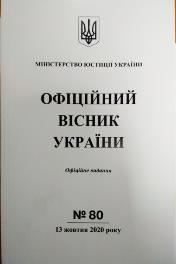 МІНІСТЕРСТВО ЮСТИЦІЇ УКРАЇНИ
ОФІЦІЙНИЙ
ВІСНИК
УКРАЇНИ
Офіційне видання
№ 80
13 жовтня 2020 року